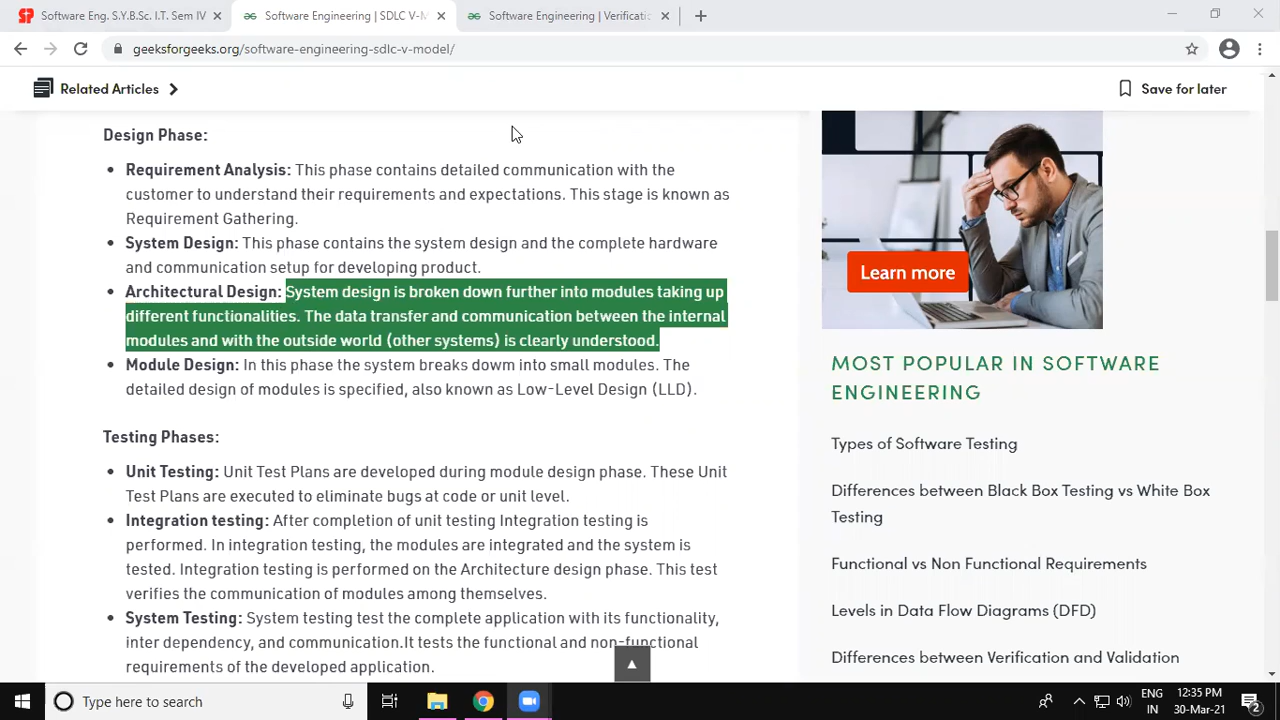 Software Eng. S.Y.B.Sc. I.T. Sem IV
Software Engineering | SDLC V-M
Software Engineering | Verificati
geeksforgeeks.org/software-engineering-sdlc-v-model/
Related Articles
Save for later
Design Phase:
Requirement Analysis: This phase contains detailed communication with the
customer to understand their requirements and expectations. This stage is known as
Requirement Gathering.
System Design: This phase contains the system design and the complete hardware
and communication setup for developing product.
Architectural Design: System design is broken down further into modules taking up
different functionalities. The data transfer and communication between the internal
modules and with the outside world (other systems) is clearly understood.
Module Design: In this phase the system breaks dowm into small modules. The
detailed design of modules is specified, also known as Low-Level Design (LLD).
Testing Phases:
Unit Testing: Unit Test Plans are developed during module design phase. These Unit
Test Plans are executed to eliminate bugs at code or unit level.
Integration testing: After completion of unit testing Integration testing is
performed. In integration testing, the modules are integrated and the system is
tested. Integration testing is performed on the Architecture design phase. This test
verifies the communication of modules among themselves.
System Testing: System testing test the complete application with its functionality,
inter dependency, and communication.It tests the functional and non-functional
requirements of the developed application.
Learn more
MOST POPULAR IN SOFTWARE
ENGINEERING
Types of Software Testing
Differences between Black Box Testing vs White Box
Testing
Functional vs Non Functional Requirements
Levels in Data Flow Diagrams (DFD)
Differences between Verification and Validation
Type here to search
ENG
IN
12:35 PM
30-Mar-21
2